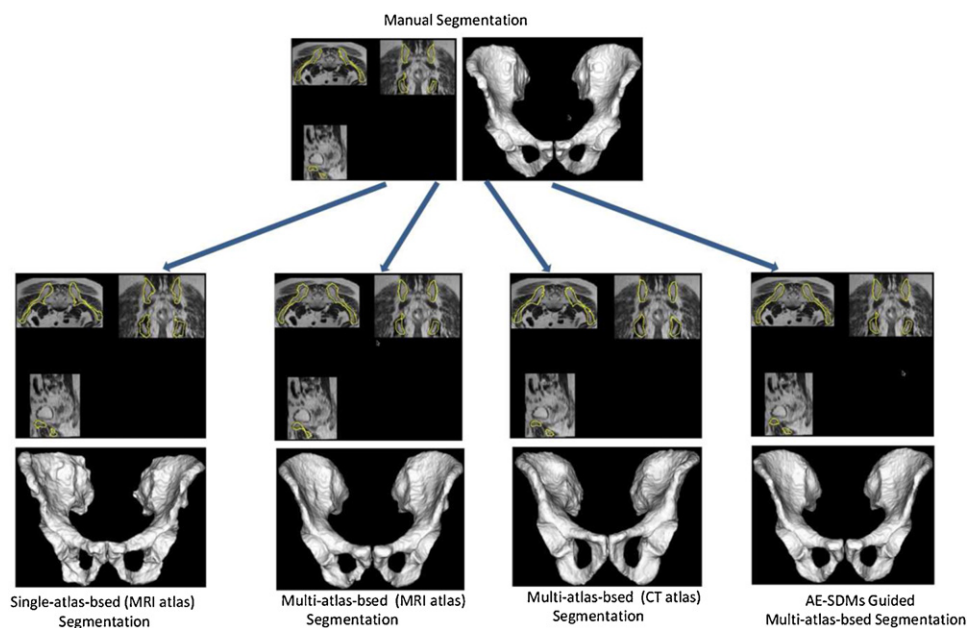 Manual Segmentation
Single-atlas-bsed (MRI atlas)
Segmentation
Multi-atlas-bsed (MRI atlas)
Segmentation
Multi-atlas-bsed (CT atlas)
Segmentation
AE-SDMs Guided
Multi-atlas-bsed Segmentation